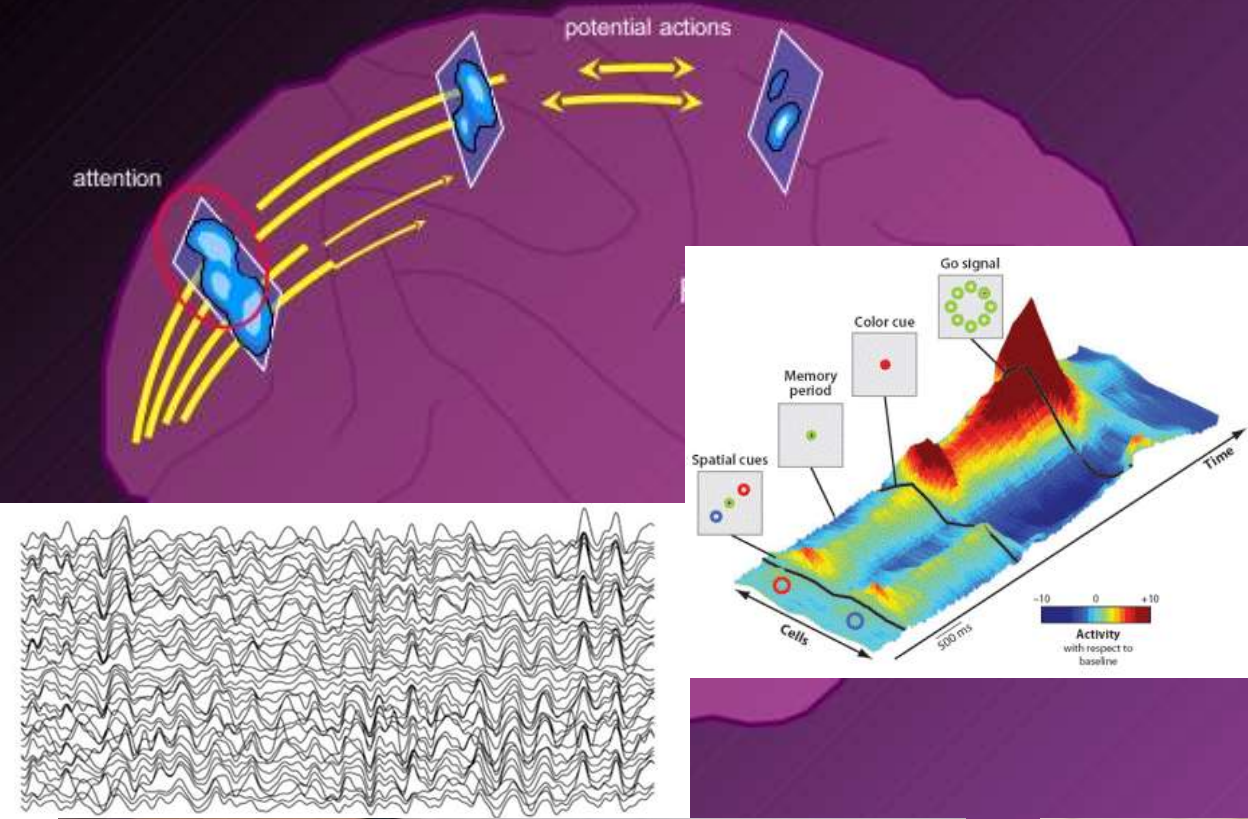 potential actions
attention
Go signal
Color cue
Memory
period
Spatial cues
Time
Cells
500 ms
−10 0 +10
Activity
with respect to
baseline